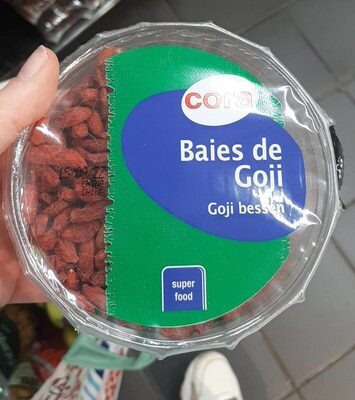 cora
Baies de
Goji
Goji bessen
super
food